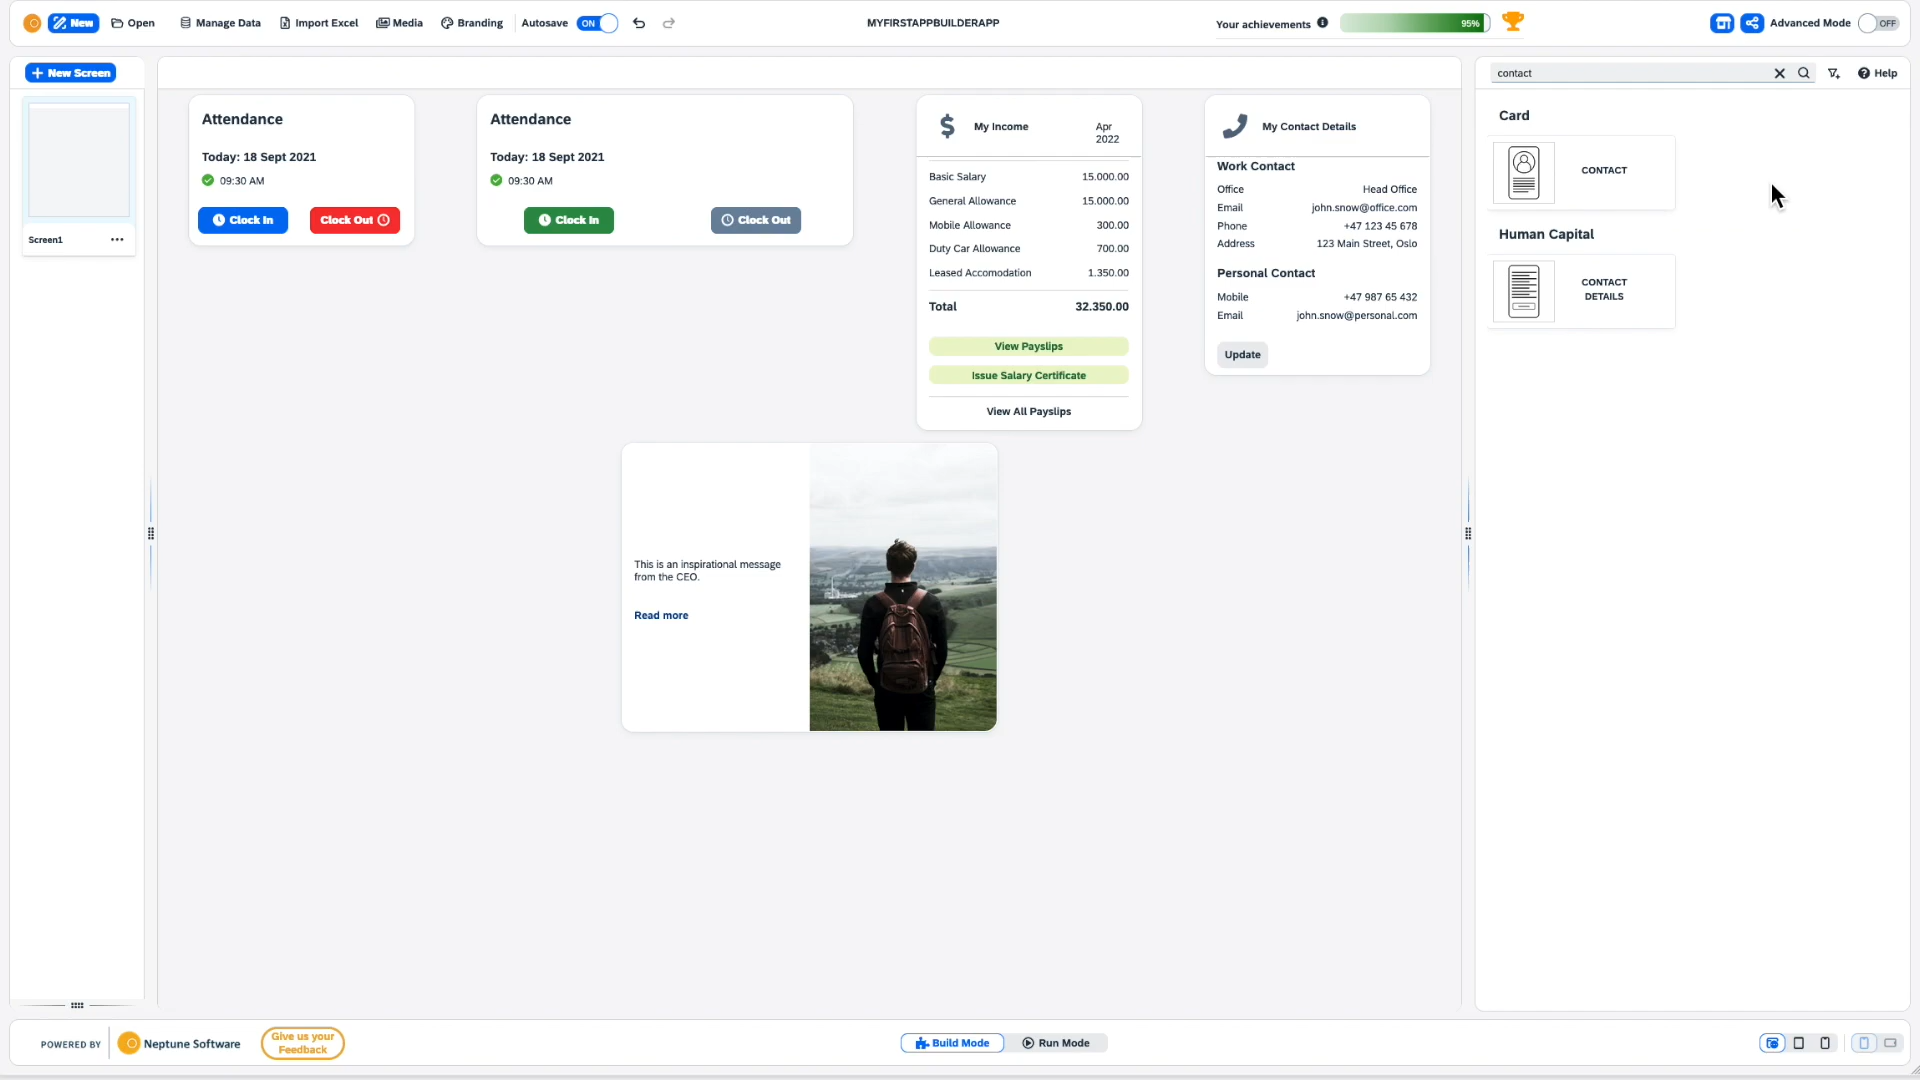 New
Open
Manage Data
Import Excel
Media
Branding
Autosave
ON
MYFIRSTAPPBUILDERAPP
Your achievements
95%
Advanced Mode
OFF
New Screen
Screen1
Attendance
Today: 18 Sept 2021
09:30 AM
Clock In
Clock Out
Attendance
Today: 18 Sept 2021
09:30 AM
Clock In
Clock Out
My Income
Apr
2022
Basic Salary 15.000.00
General Allowance 15.000.00
Mobile Allowance 300.00
Duty Car Allowance 700.00
Leased Accomodation 1.350.00
Total 32.350.00
View Payslips
Issue Salary Certificate
View All Payslips
My Contact Details
Work Contact
Office Head Office
Email john.snow@office.com
Phone +47 123 45 678
Address 123 Main Street, Oslo
Personal Contact
Mobile +47 987 65 432
Email john.snow@personal.com
Update
This is an inspirational message
from the CEO.
Read more
contact
Help
Card
CONTACT
Human Capital
CONTACT
DETAILS
POWERED BY
Neptune Software
Give us your
Feedback
Build Mode
Run Mode